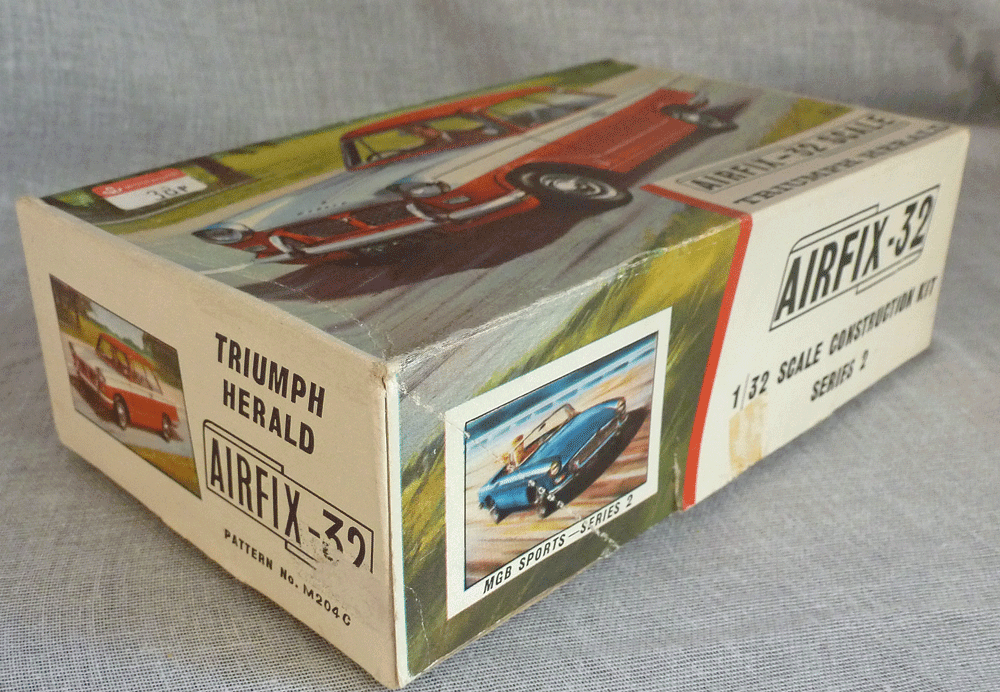 38P
AIRFIX-32 SCALE
TRIUMPH HERALD
AIRFIX-32
1/32 SCALE CONSTRUCTION KIT
SERIES 2
MGB SPORTS—SERIES 2
TRIUMPH
HERALD
AIRFIX-32
PATTERN No. M204C